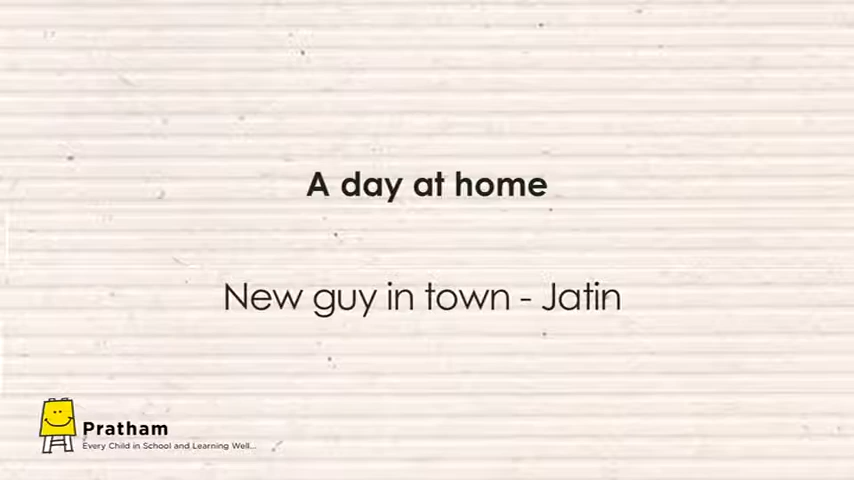 A day at home
New guy in town - Jatin
Pratham
Every Child in School and Learning Well...